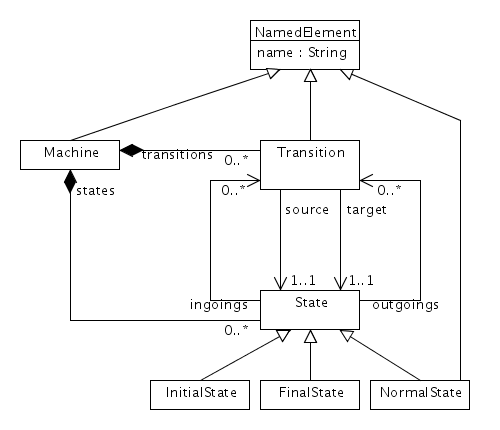 NamedElement
name : String
Machine
transitions
0..*
Transition
states
0..*
0..*
source
target
1..1
1..1
ingoings
State
outgoings
0..*
InitialState
FinalState
NormalState